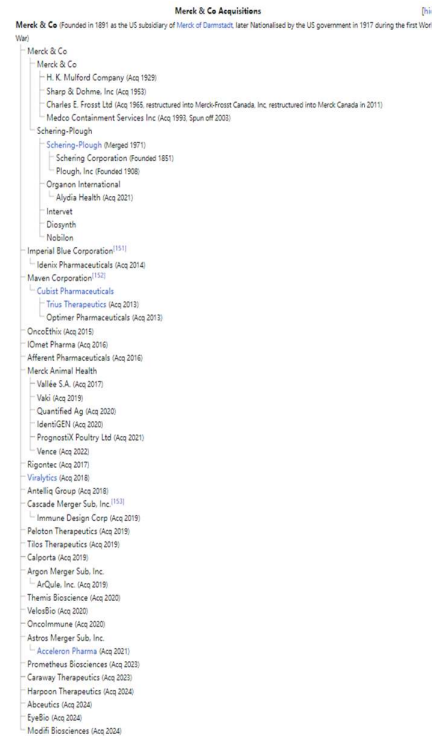 Merck & Co Acquisitions
[hi
Merck & Co (Founded in 1891 as the US subsidiary of Merck of Darmstadt, later Nationalised by the US government in 1917 during the first Worl
War)
Merck & Co
Merck & Co
H. K. Mulford Company (Acq 1929)
Sharp & Dohme, Inc (Acq 1953)
Charles E. Frosst Ltd (Acq 1965, restructured into Merck-Frosst Canada, Inc, restructured into Merck Canada in 2011)
Medco Containment Services Inc (Acq 1993, Spun off 2003)
Schering-Plough
Schering-Plough (Merged 1971)
Schering Corporation (Founded 1851)
Plough, Inc (Founded 1908)
Organon International
Alydia Health (Acq 2021)
Intervet
Diosynth
Nobilon
Imperial Blue Corporation[151]
Idenix Pharmaceuticals (Acq 2014)
Maven Corporation[152]
Cubist Pharmaceuticals
Trius Therapeutics (Acq 2013)
Optimer Pharmaceuticals (Acq 2013)
OncoEthix (Acq 2015)
IOmet Pharma (Acq 2016)
Afferent Pharmaceuticals (Acq 2016)
Merck Animal Health
Vallée S.A. (Acq 2017)
Vaki (Acq 2019)
Quantified Ag (Acq 2020)
IdentiGEN (Acq 2020)
PrognostiX Poultry Ltd (Acq 2021)
Vence (Acq 2022)
Rigontec (Acq 2017)
Viralytics (Acq 2018)
Antelliq Group (Acq 2018)
Cascade Merger Sub, Inc.[153]
Immune Design Corp (Acq 2019)
Peloton Therapeutics (Acq 2019)
Tilos Therapeutics (Acq 2019)
Calporta (Acq 2019)
Argon Merger Sub, Inc.
ArQule, Inc. (Acq 2019)
Themis Bioscience (Acq 2020)
VelosBio (Acq 2020)
OncoImmune (Acq 2020)
Astros Merger Sub, Inc.
Acceleron Pharma (Acq 2021)
Prometheus Biosciences (Acq 2023)
Caraway Therapeutics (Acq 2023)
Harpoon Therapeutics (Acq 2024)
Abceutics (Acq 2024)
EyeBio (Acq 2024)
Modifi Biosciences (Acq 2024)